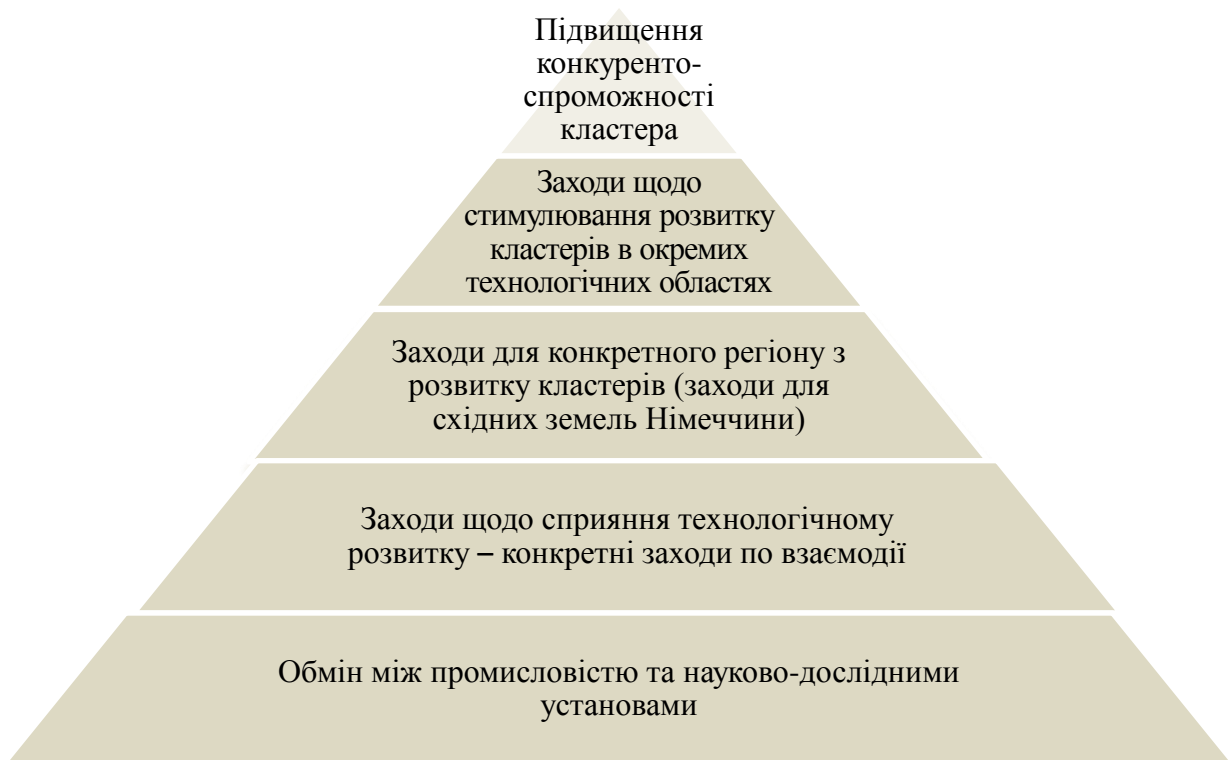 Підвищення
конкуренто-
спроможності
кластера
Заходи щодо
стимулювання розвитку
кластерів в окремих
технологічних областях
Заходи для конкретного регіону з
розвитку кластерів (заходи для
східних земель Німеччини)
Заходи щодо сприяння технологічному
розвитку – конкретні заходи по взаємодії
Обмін між промисловістю та науково-дослідними
установами